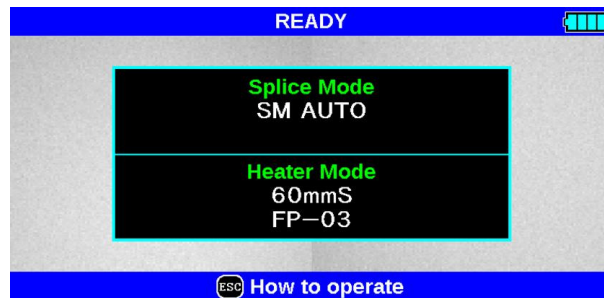 READY
Splice Mode
SM AUTO
Heater Mode
60mmS
FP-03
ESC How to operate